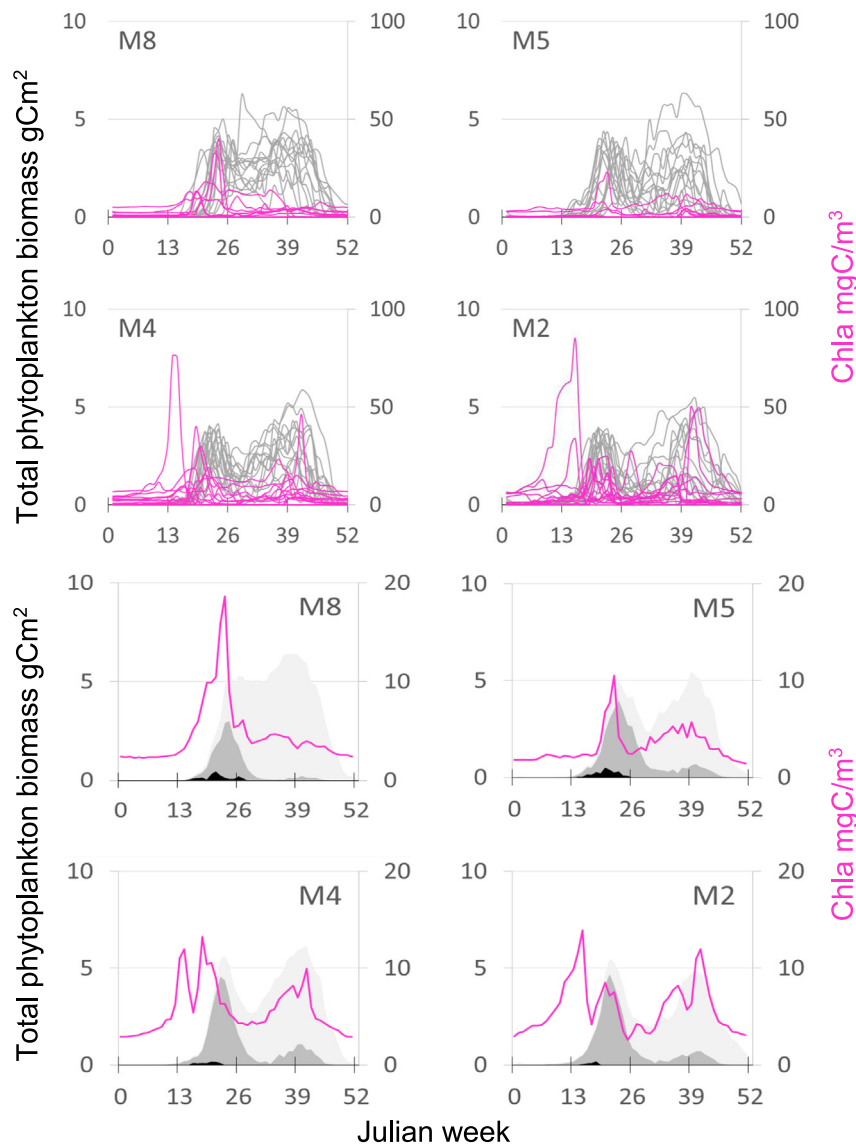 10 100 10 100
M8 M5
5 50 5 50
0 0 0 0
0 13 26 39 52 0 13 26 39 52
10 100 10 100
M4 M2
5 50 5 50
0 0 0 0
0 13 26 39 52 0 13 26 39 52
Total phytoplankton biomass gCm²
Chla mgC/m³
10 20 10 20
M8 M5
5 10 5 10
0 0 0 0
0 13 26 39 52 0 13 26 39 52
10 20 10 20
M4 M2
5 10 5 10
0 0 0 0
0 13 26 39 52 0 13 26 39 52
Total phytoplankton biomass gCm²
Chla mgC/m³
Julian week